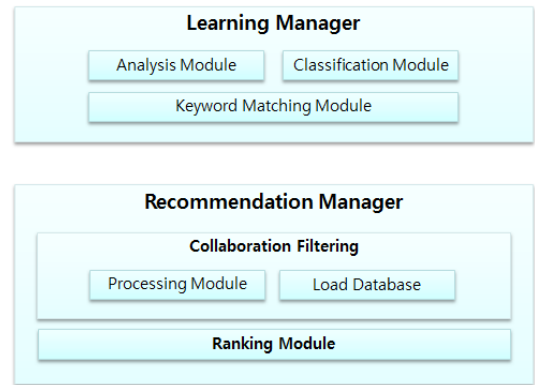 Learning Manager
Analysis Module Classification Module
Keyword Matching Module
Recommendation Manager
Collaboration Filtering
Processing Module Load Database
Ranking Module